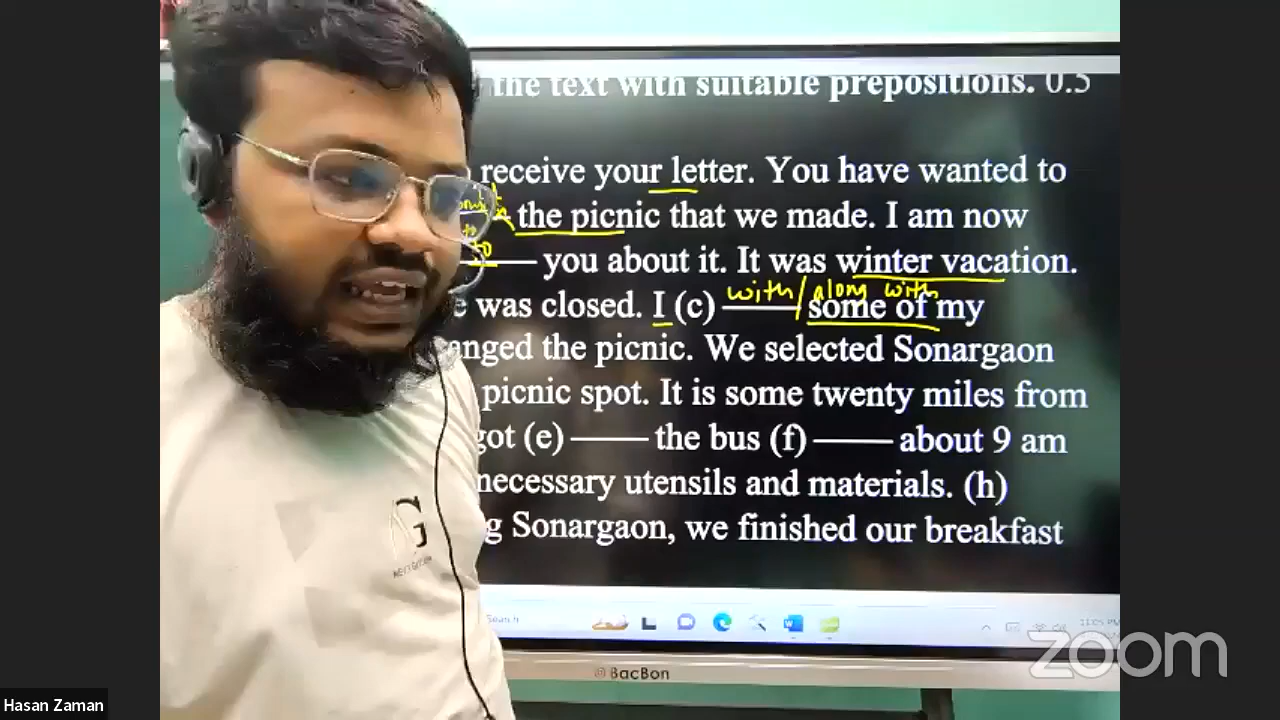 the text with suitable prepositions. 0.5
receive your letter. You have wanted to
the picnic that we made. I am now
to
to
you about it. It was winter vacation.
with/along with
e was closed. I (c) ——— some of my
anged the picnic. We selected Sonargaon
picnic spot. It is some twenty miles from
got (e) ——— the bus (f) ——— about 9 am
necessary utensils and materials. (h)
g Sonargaon, we finished our breakfast
G
Search
BacBon
zoom
Hasan Zaman